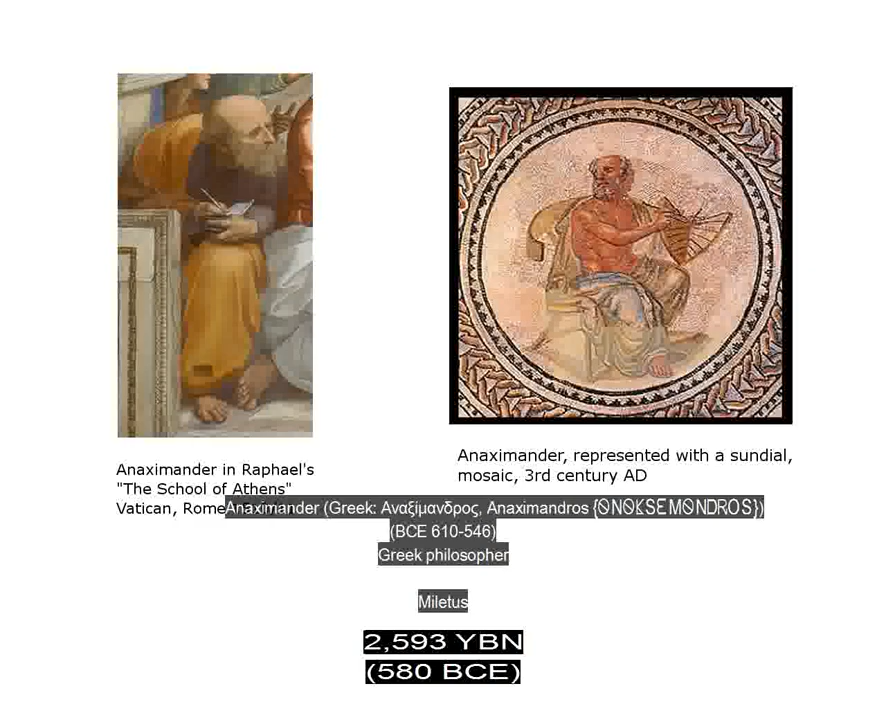 Anaximander in Raphael's
"The School of Athens"
Vatican, Rome
Anaximander, represented with a sundial,
mosaic, 3rd century AD
Anaximander (Greek: Αναξίμανδρος, Anaximandros {ONOKSEMONDROS})
(BCE 610-546)
Greek philosopher
Miletus
2,593 YBN
(580 BCE)